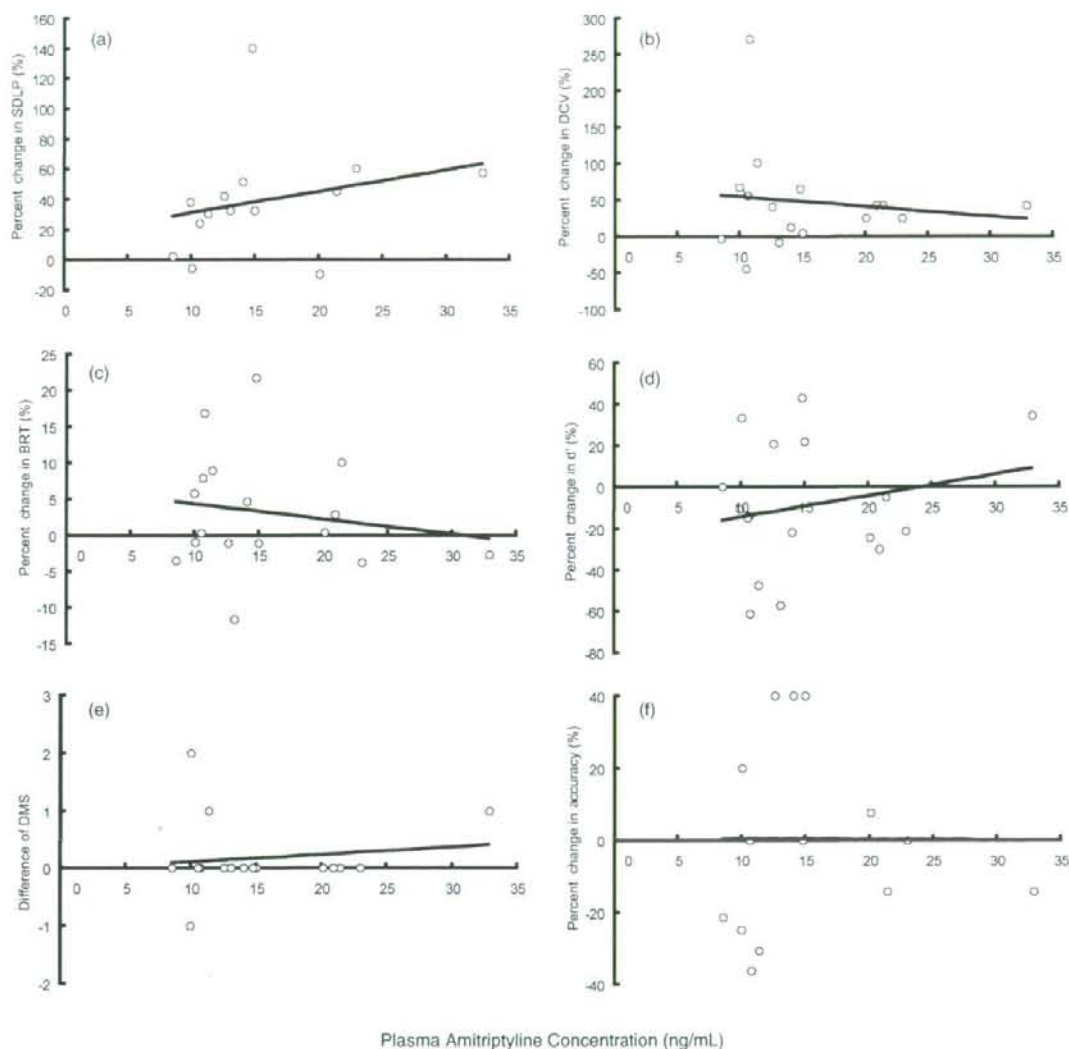 (a)
Percent change in SDLP (%)
160
140
120
100
80
60
40
20
0
-20
0 5 10 15 20 25 30 35
(b)
Percent change in DCV (%)
300
250
200
150
100
50
0
-50
-100
0 5 10 15 20 25 30 35
(c)
Percent change in BRT (%)
25
20
15
10
5
0
-5
-10
-15
0 5 10 15 20 25 30 35
(d)
Percent change in d' (%)
60
40
20
0
-20
-40
-60
-80
0 5 10 15 20 25 30 35
(e)
Difference of DMS
3
2
1
0
-1
-2
0 5 10 15 20 25 30 35
(f)
Percent change in accuracy (%)
40
20
0
-20
-40
0 5 10 15 20 25 30 35
Plasma Amitriptyline Concentration (ng/mL)